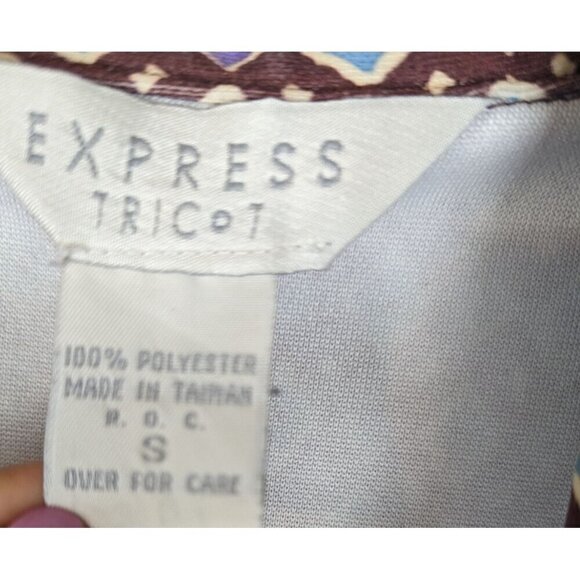 EXPRESS
TRICOT
100% POLYESTER
MADE IN TAIWAN
R. O. C.
S
OVER FOR CARE